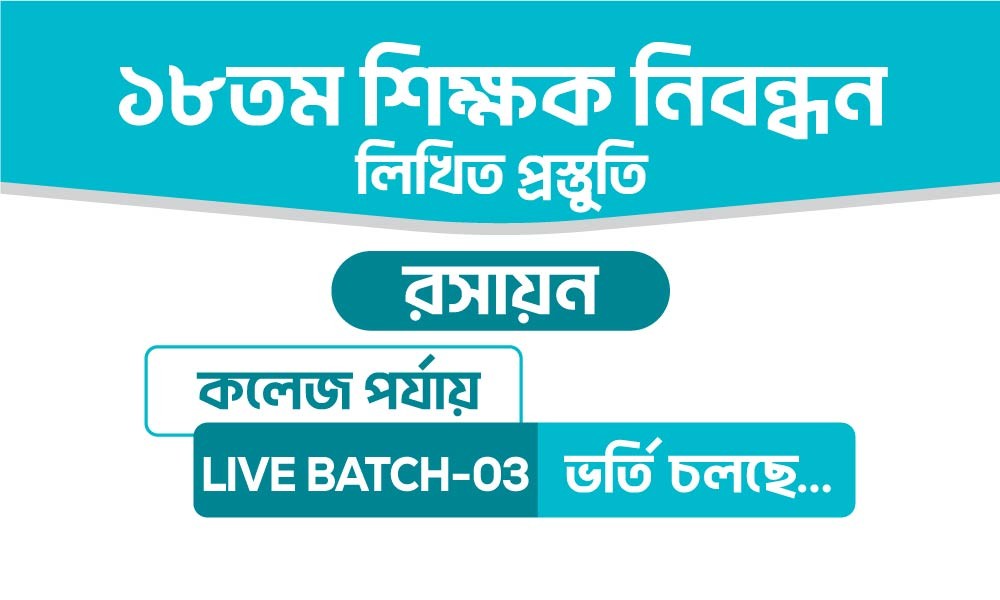 ১৮তম শিক্ষক নিবন্ধন
লিখিত প্রস্তুতি
রসায়ন
কলেজ পর্যায়
LIVE BATCH-03 ভর্তি চলছে...